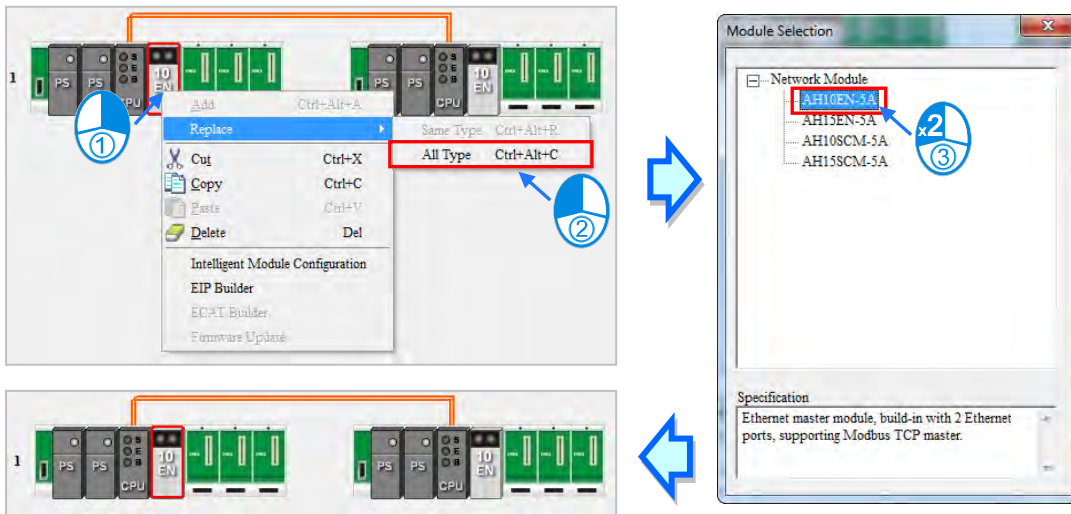 1
PS PS CPU S E B 10 EN
PS PS CPU S E B 10 EN
①
Add Ctrl+Alt+A
Replace
Same Type Ctrl+Alt+R
All Type Ctrl+Alt+C
②
Cut Ctrl+X
Copy Ctrl+C
Paste Ctrl+V
Delete Del
Intelligent Module Configuration
EIP Builder
ECAT Builder
Firmware Update
Module Selection
Network Module
AH10EN-5A
AH15EN-5A
AH10SCM-5A
AH15SCM-5A
x2
③
Specification
Ethernet master module, build-in with 2 Ethernet
ports, supporting Modbus TCP master.
1
PS PS CPU S E B 10 EN
PS PS CPU S E B 10 EN